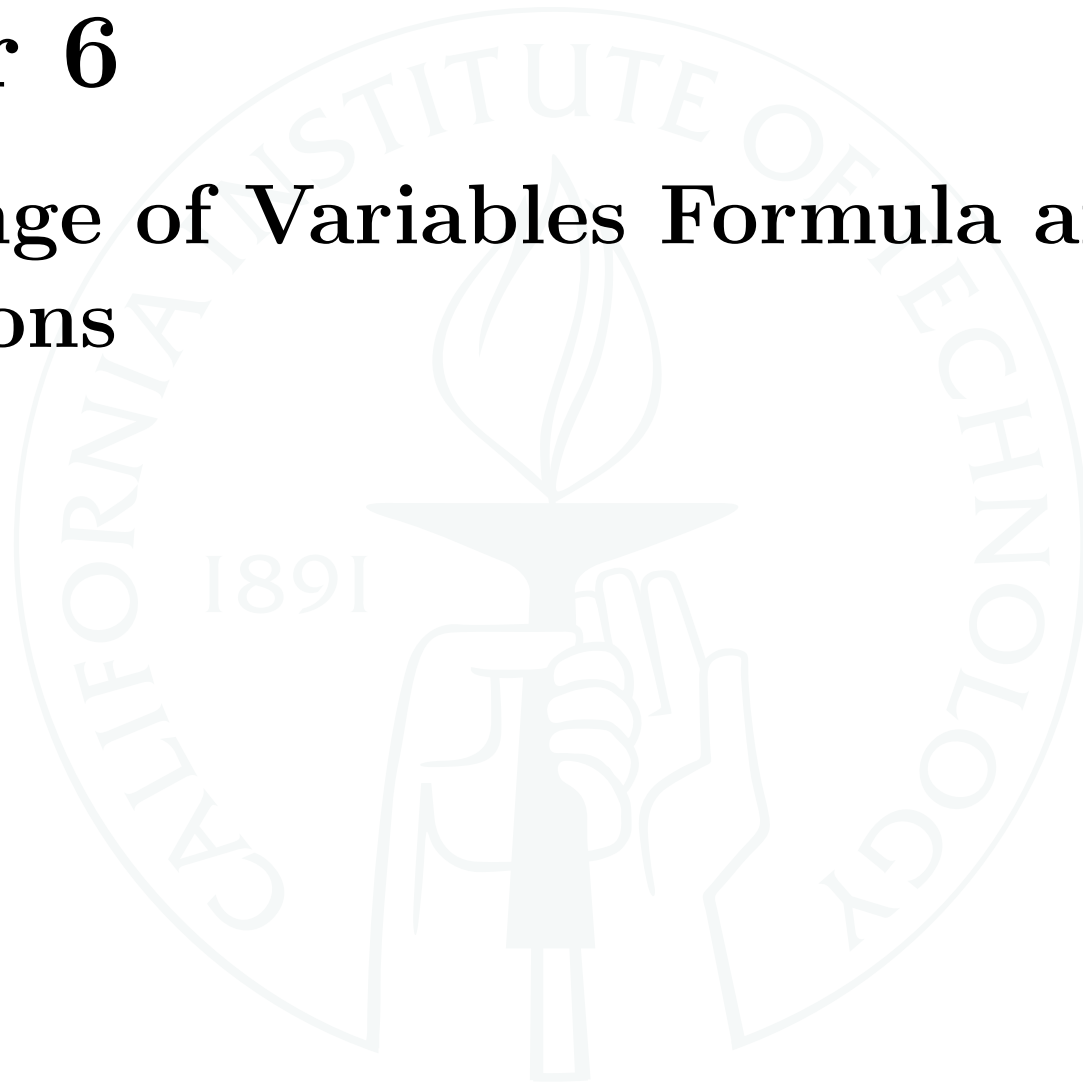 r 6
nge of Variables Formula a
ons
CALIFORNIA INSTITUTE OF TECHNOLOGY
1891